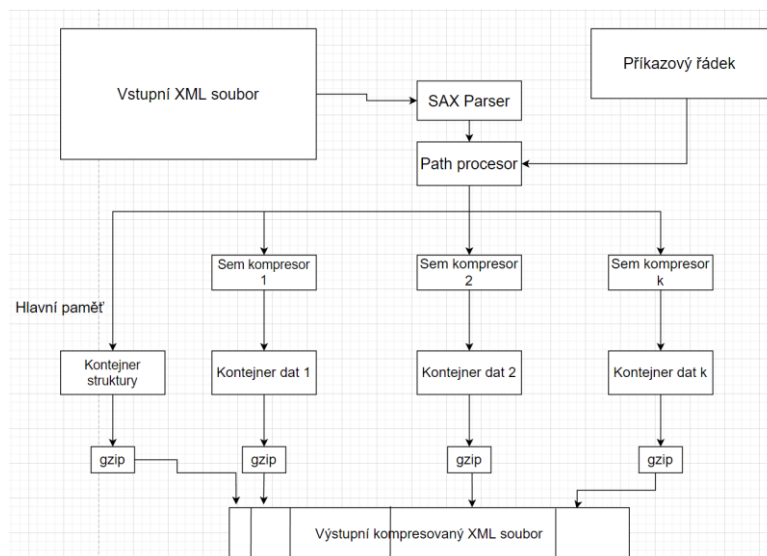 Vstupní XML soubor
Příkazový řádek
SAX Parser
Path procesor
Sem kompresor
1
Sem kompresor
2
Sem kompresor
k
Hlavní paměť
Kontejner
struktury
Kontejner dat 1
Kontejner dat 2
Kontejner dat k
gzip
gzip
gzip
gzip
Výstupní kompresovaný XML soubor